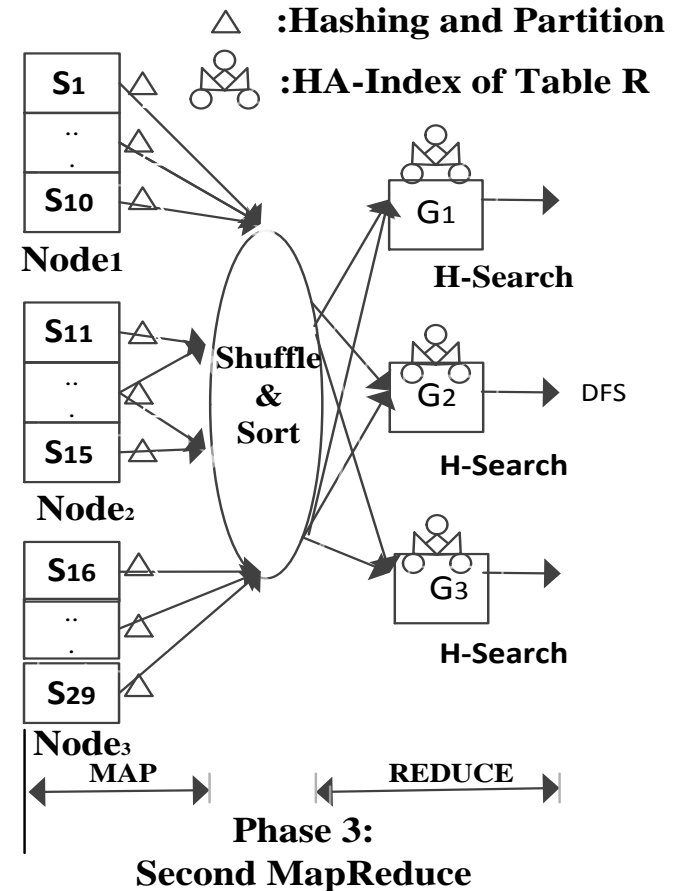 :Hashing and Partition
:HA-Index of Table R
S1
..
.
S10
Node1
S11
..
.
S15
Node2
S16
..
.
S29
Node3
Shuffle
&
Sort
G1
H-Search
G2
DFS
H-Search
G3
H-Search
MAP
REDUCE
Phase 3:
Second MapReduce